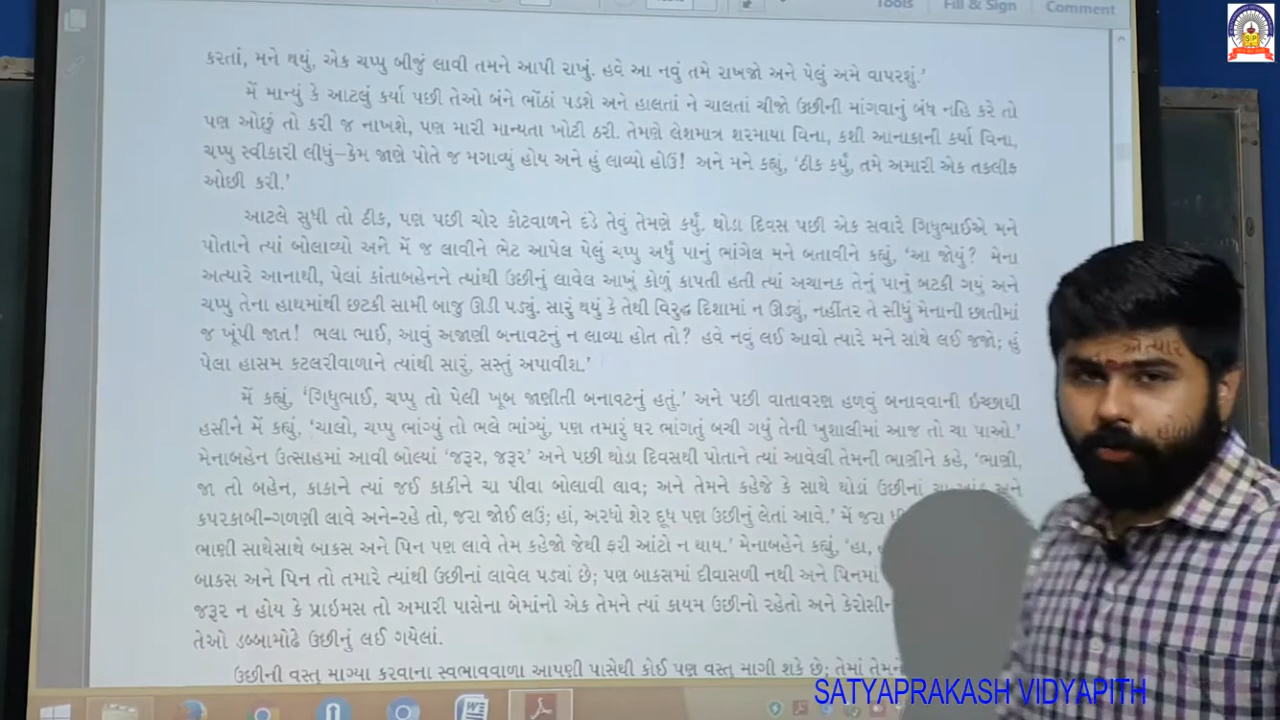 Tools Fill & Sign Comment
કરતાં, મને થયું, એક ચપ્પુ બીજું લાવી તમને આપી રાખું. હવે આ નવું તમે રાખજો અને પેલું અમે વાપરશું.'
મેં માન્યું કે આટલું કર્યા પછી તેઓ બંને ભોંઠાં પડશે અને હાલતાં ને ચાલતાં ચીજો ઉછીની માંગવાનું બંધ નહિ કરે તો
પણ ઓછું તો કરી જ નાખશે, પણ મારી માન્યતા ખોટી ઠરી. તેમણે લેશમાત્ર શરમાયા વિના, કશી આનાકાની કર્યા વિના,
ચપ્પુ સ્વીકારી લીધું–કેમ જાણે પોતે જ મગાવ્યું હોય અને હું લાવ્યો હોઉં! અને મને કહ્યું, 'ઠીક કર્યું, તમે અમારી એક તકલીફ
ઓછી કરી.'
આટલે સુધી તો ઠીક, પણ પછી ચોર કોટવાળને દંડે તેવું તેમણે કર્યું. થોડા દિવસ પછી એક સવારે ગિધુભાઈએ મને
પોતાને ત્યાં બોલાવ્યો અને મેં જ લાવીને ભેટ આપેલ પેલું ચપ્પુ અર્ધું પાનું ભાંગેલ મને બતાવીને કહ્યું, 'આ જોયું? મેના
અત્યારે આનાથી, પેલાં કાંતાબહેનને ત્યાંથી ઉછીનું લાવેલ આખું કોળું કાપતી હતી ત્યાં અચાનક તેનું પાનું બટકી ગયું અને
ચપ્પુ તેના હાથમાંથી છટકી સામી બાજુ ઊડી પડ્યું. સારું થયું કે તેથી વિરુદ્ધ દિશામાં ન ઊડ્યું, નહીંતર તે સીધું મેનાની છાતીમાં
જ ખૂંપી જાત! ભલા ભાઈ, આવું અજાણી બનાવટનું ન લાવ્યા હોત તો? હવે નવું લઈ આવો ત્યારે મને સાથે લઈ જજો; હું
પેલા હાસમ કટલરીવાળાને ત્યાંથી સારું, સસ્તું અપાવીશ.'
મેં કહ્યું, 'ગિધુભાઈ, ચપ્પુ તો પેલી ખૂબ જાણીતી બનાવટનું હતું.' અને પછી વાતાવરણ હળવું બનાવવાની ઇચ્છાથી
હસીને મેં કહ્યું, 'ચાલો, ચપ્પુ ભાંગ્યું તો ભલે ભાંગ્યું, પણ તમારું ઘર ભાંગતું બચી ગયું તેની ખુશાલીમાં આજ તો ચા પાઓ.'
મેનાબહેન ઉત્સાહમાં આવી બોલ્યાં 'જરૂર, જરૂર' અને પછી થોડા દિવસથી પોતાને ત્યાં આવેલી તેમની ભાણીને કહે, 'ભાણી,
જા તો બહેન, કાકાને ત્યાં જઈ કાકીને ચા પીવા બોલાવી લાવ; અને તેમને કહેજે કે સાથે થોડાં ઉછીનાં ચા-ખાંડ અને
કપરકાબી–ગળણી લાવે અને–રહે તો, જરા જોઈ લઉં; હાં, અરધો શેર દૂધ પણ ઉછીનું લેતાં આવે.' મેં જરા
ભાણી સાથેસાથે બાકસ અને પિન પણ લાવે તેમ કહેજો જેથી ફરી આંટો ન થાય.' મેનાબહેને કહ્યું, 'હા,
બાકસ અને પિન તો તમારે ત્યાંથી ઉછીનાં લાવેલ પડ્યાં છે; પણ બાકસમાં દીવાસળી નથી અને પિનમાં
જરૂર ન હોય કે પ્રાઇમસ તો અમારી પાસેના બેમાંનો એક તેમને ત્યાં કાયમ ઉછીનો રહેતો અને કેરોસીન
તેઓ ડબ્બામોઢે ઉછીનું લઈ ગયેલાં.
ઉછીની વસ્તુ માગ્યા કરવાના સ્વભાવવાળા આપણી પાસેથી કોઈ પણ વસ્તુ માગી શકે છે; તેમાં
SATYAPRAKASH VIDYAPITH